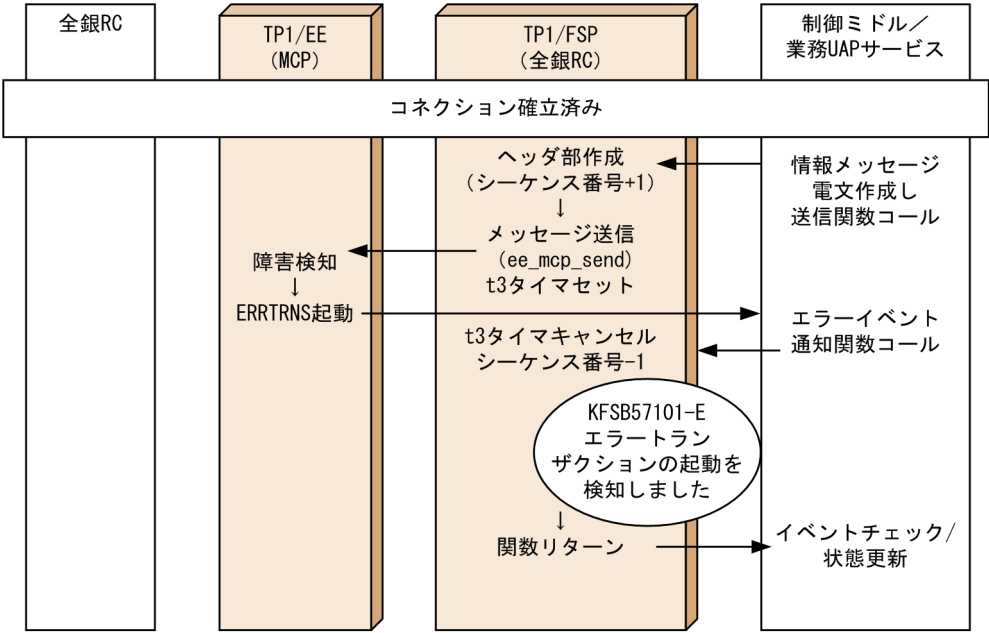 全銀RC
TP1/EE
(MCP)
TP1/FSP
(全銀RC)
制御ミドル／
業務UAPサービス
コネクション確立済み
ヘッダ部作成
(シーケンス番号+1)
↓
メッセージ送信
(ee_mcp_send)
t3タイマセット
情報メッセージ
電文作成し
送信関数コール
障害検知
↓
ERRTRNS起動
エラーイベント
通知関数コール
t3タイマキャンセル
シーケンス番号-1
KFSB57101-E
エラートラン
ザクションの起動を
検知しました
↓
関数リターン
イベントチェック/
状態更新